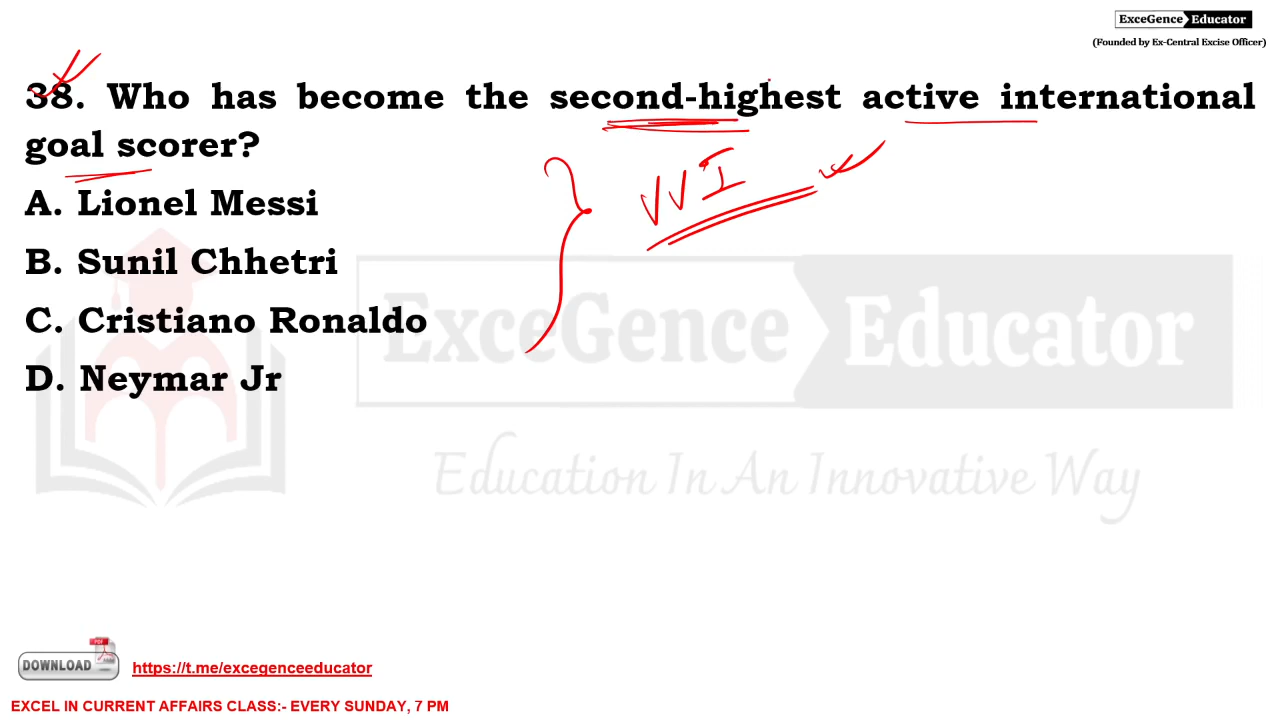 ExceGence Educator
(Founded by Ex-Central Excise Officer)
38. Who has become the second-highest active international
goal scorer?
VVI
A. Lionel Messi
B. Sunil Chhetri
C. Cristiano Ronaldo
D. Neymar Jr
ExceGence Educator
Education In An Innovative Way
PDF
DOWNLOAD
https://t.me/excegenceeducator
EXCEL IN CURRENT AFFAIRS CLASS:- EVERY SUNDAY, 7 PM